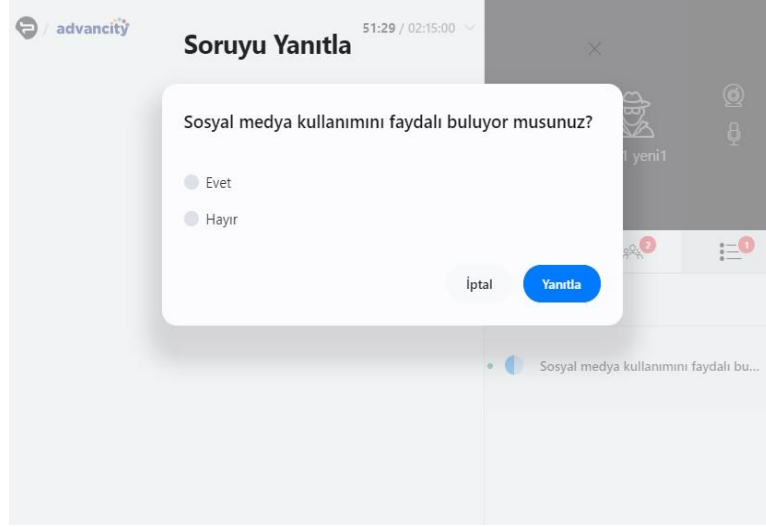 advancity
Soruyu Yanıtla
51:29 / 02:15:00
Sosyal medya kullanımını faydalı buluyor musunuz?
Evet
Hayır
İptal
Yanıtla
1 yeni1
2
1
Sosyal medya kullanımını faydalı bu...